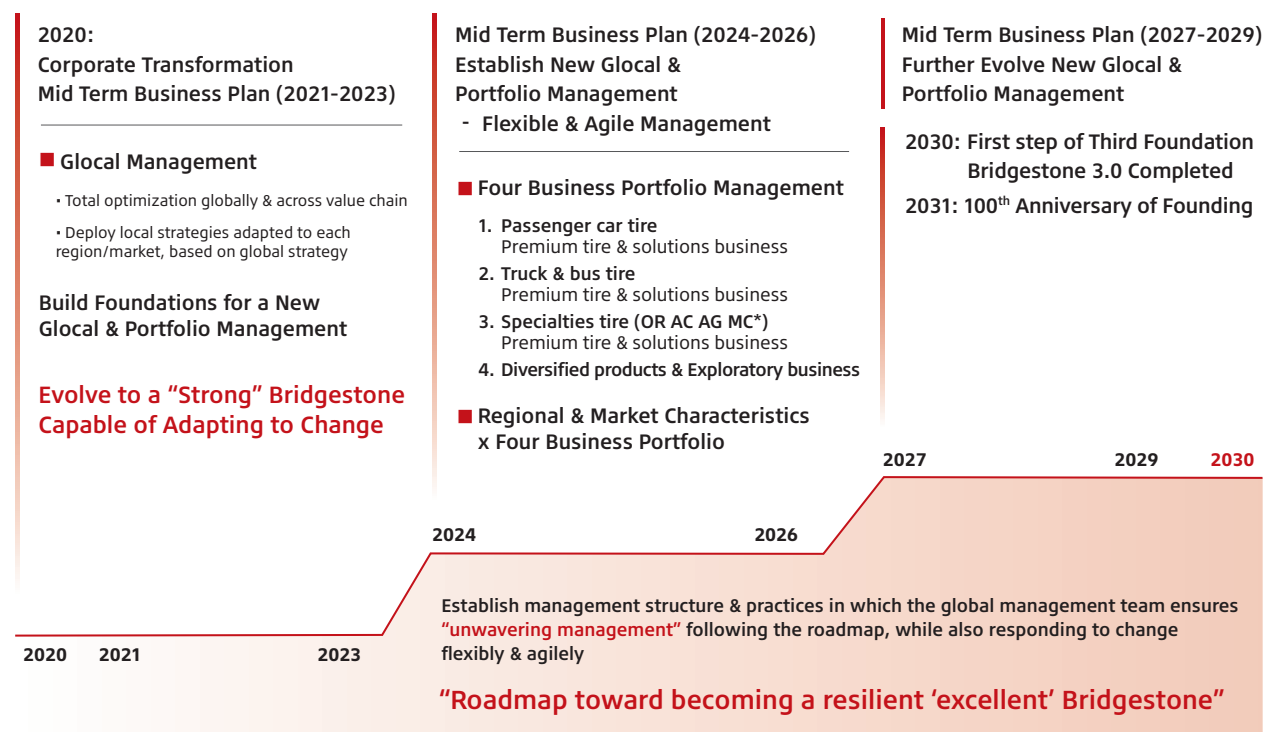 2020:
Corporate Transformation
Mid Term Business Plan (2021-2023)
■ Glocal Management
・Total optimization globally & across value chain
・Deploy local strategies adapted to each
region/market, based on global strategy
Build Foundations for a New
Glocal & Portfolio Management
Evolve to a “Strong” Bridgestone
Capable of Adapting to Change
Mid Term Business Plan (2024-2026)
Establish New Glocal &
Portfolio Management
- Flexible & Agile Management
■ Four Business Portfolio Management
1. Passenger car tire
Premium tire & solutions business
2. Truck & bus tire
Premium tire & solutions business
3. Specialties tire (OR AC AG MC*)
Premium tire & solutions business
4. Diversified products & Exploratory business
■ Regional & Market Characteristics
x Four Business Portfolio
Mid Term Business Plan (2027-2029)
Further Evolve New Glocal &
Portfolio Management
2030: First step of Third Foundation
Bridgestone 3.0 Completed
2031: 100th Anniversary of Founding
2027 2029 2030
2024 2026
2020 2021 2023
Establish management structure & practices in which the global management team ensures
“unwavering management” following the roadmap, while also responding to change
flexibly & agilely
“Roadmap toward becoming a resilient ‘excellent’ Bridgestone”